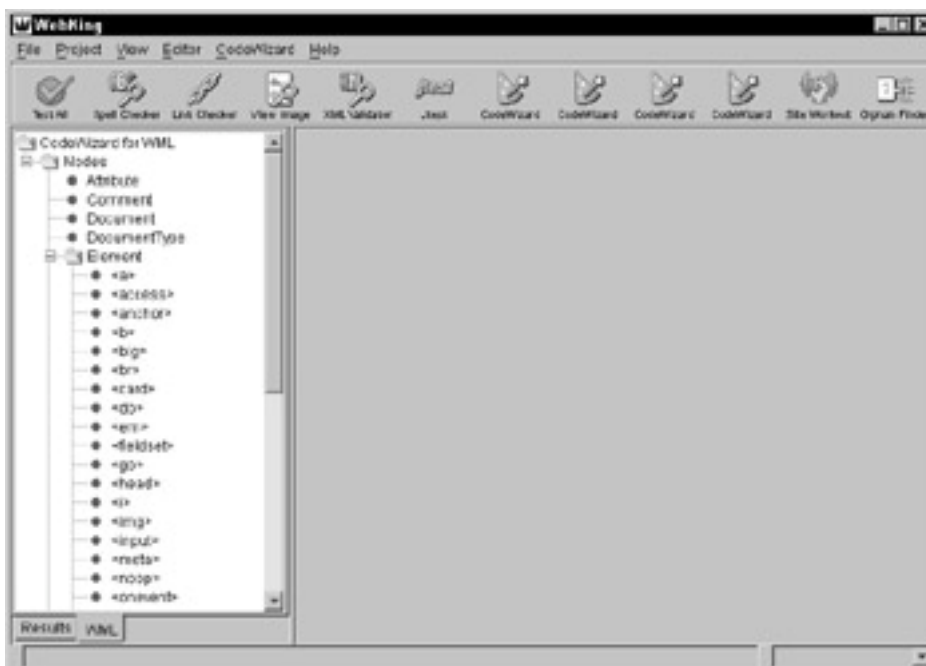 WebKing
File Project View Editor CodeWizard Help
Test All Spell Checker Link Checker View Image XML Validator Jtest CodeWizard CodeWizard CodeWizard CodeWizard Site Workout Orphan Finder
CodeWizard for WML
Nodes
Attribute
Comment
Document
DocumentType
Element
<a>
<access>
<anchor>
<b>
<big>
<br>
<card>
<do>
<em>
<fieldset>
<go>
<head>
<i>
<img>
<input>
<meta>
<noop>
<onevent>
Results WML